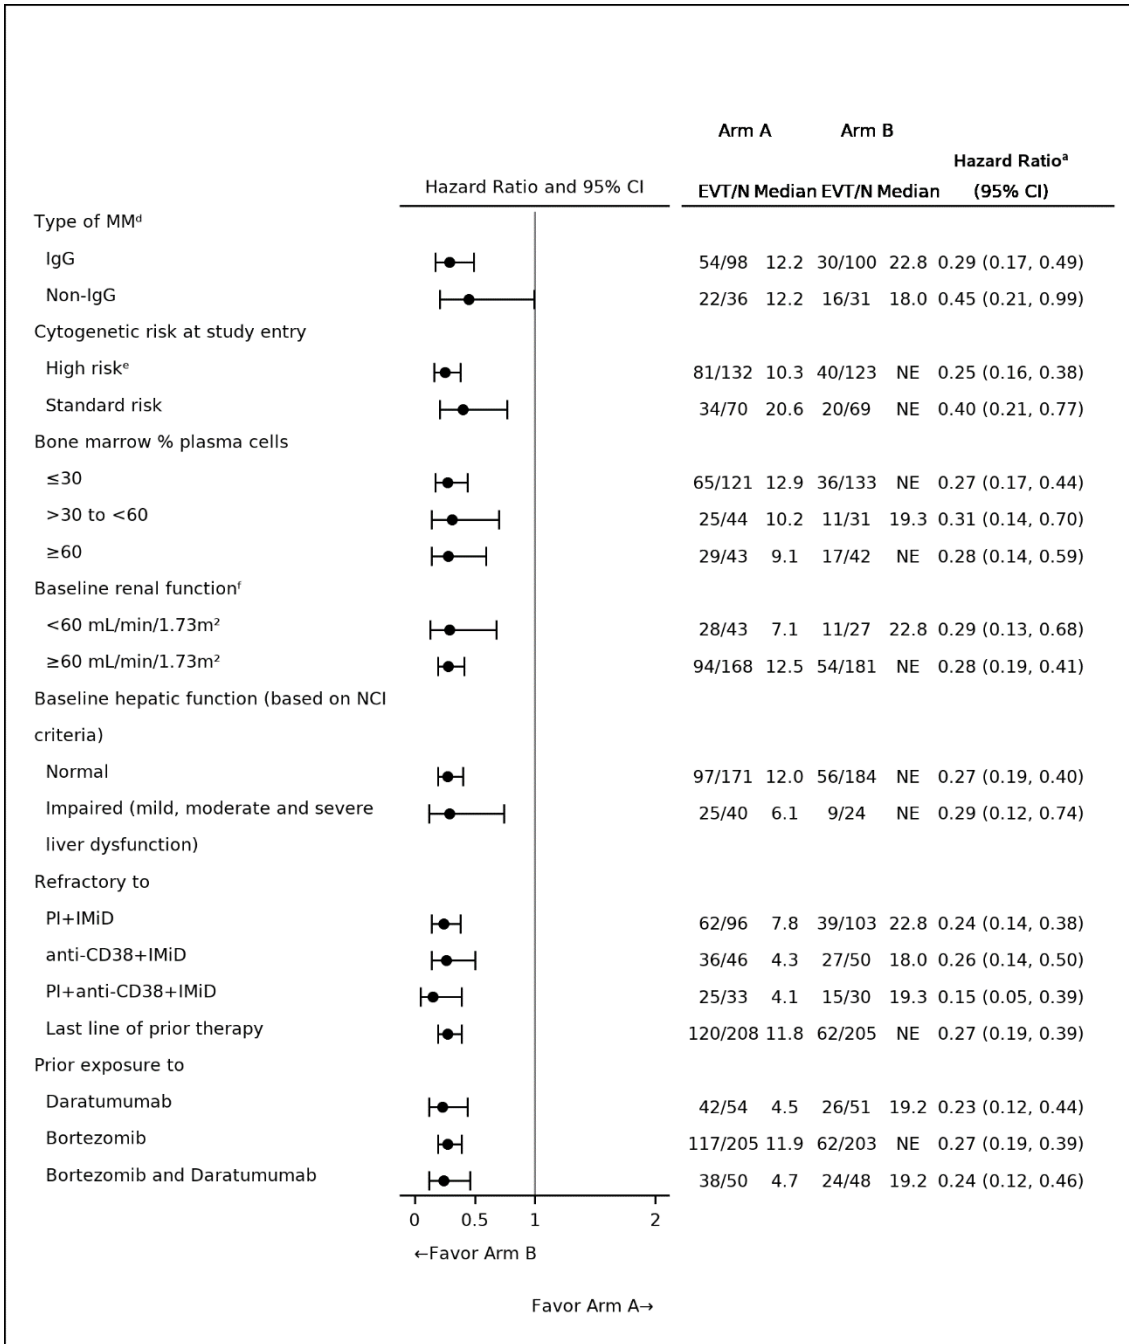 Arm A Arm B
Hazard Ratioᵃ
Hazard Ratio and 95% CI EVT/N Median EVT/N Median (95% CI)
Type of MMᵈ
IgG 54/98 12.2 30/100 22.8 0.29 (0.17, 0.49)
Non-IgG 22/36 12.2 16/31 18.0 0.45 (0.21, 0.99)
Cytogenetic risk at study entry
High riskᵉ 81/132 10.3 40/123 NE 0.25 (0.16, 0.38)
Standard risk 34/70 20.6 20/69 NE 0.40 (0.21, 0.77)
Bone marrow % plasma cells
≤30 65/121 12.9 36/133 NE 0.27 (0.17, 0.44)
>30 to <60 25/44 10.2 11/31 19.3 0.31 (0.14, 0.70)
≥60 29/43 9.1 17/42 NE 0.28 (0.14, 0.59)
Baseline renal functionᶠ
<60 mL/min/1.73m² 28/43 7.1 11/27 22.8 0.29 (0.13, 0.68)
≥60 mL/min/1.73m² 94/168 12.5 54/181 NE 0.28 (0.19, 0.41)
Baseline hepatic function (based on NCI
criteria)
Normal 97/171 12.0 56/184 NE 0.27 (0.19, 0.40)
Impaired (mild, moderate and severe 25/40 6.1 9/24 NE 0.29 (0.12, 0.74)
liver dysfunction)
Refractory to
PI+IMiD 62/96 7.8 39/103 22.8 0.24 (0.14, 0.38)
anti-CD38+IMiD 36/46 4.3 27/50 18.0 0.26 (0.14, 0.50)
PI+anti-CD38+IMiD 25/33 4.1 15/30 19.3 0.15 (0.05, 0.39)
Last line of prior therapy 120/208 11.8 62/205 NE 0.27 (0.19, 0.39)
Prior exposure to
Daratumumab 42/54 4.5 26/51 19.2 0.23 (0.12, 0.44)
Bortezomib 117/205 11.9 62/203 NE 0.27 (0.19, 0.39)
Bortezomib and Daratumumab 38/50 4.7 24/48 19.2 0.24 (0.12, 0.46)
0 0.5 1 2
←Favor Arm B
Favor Arm A→